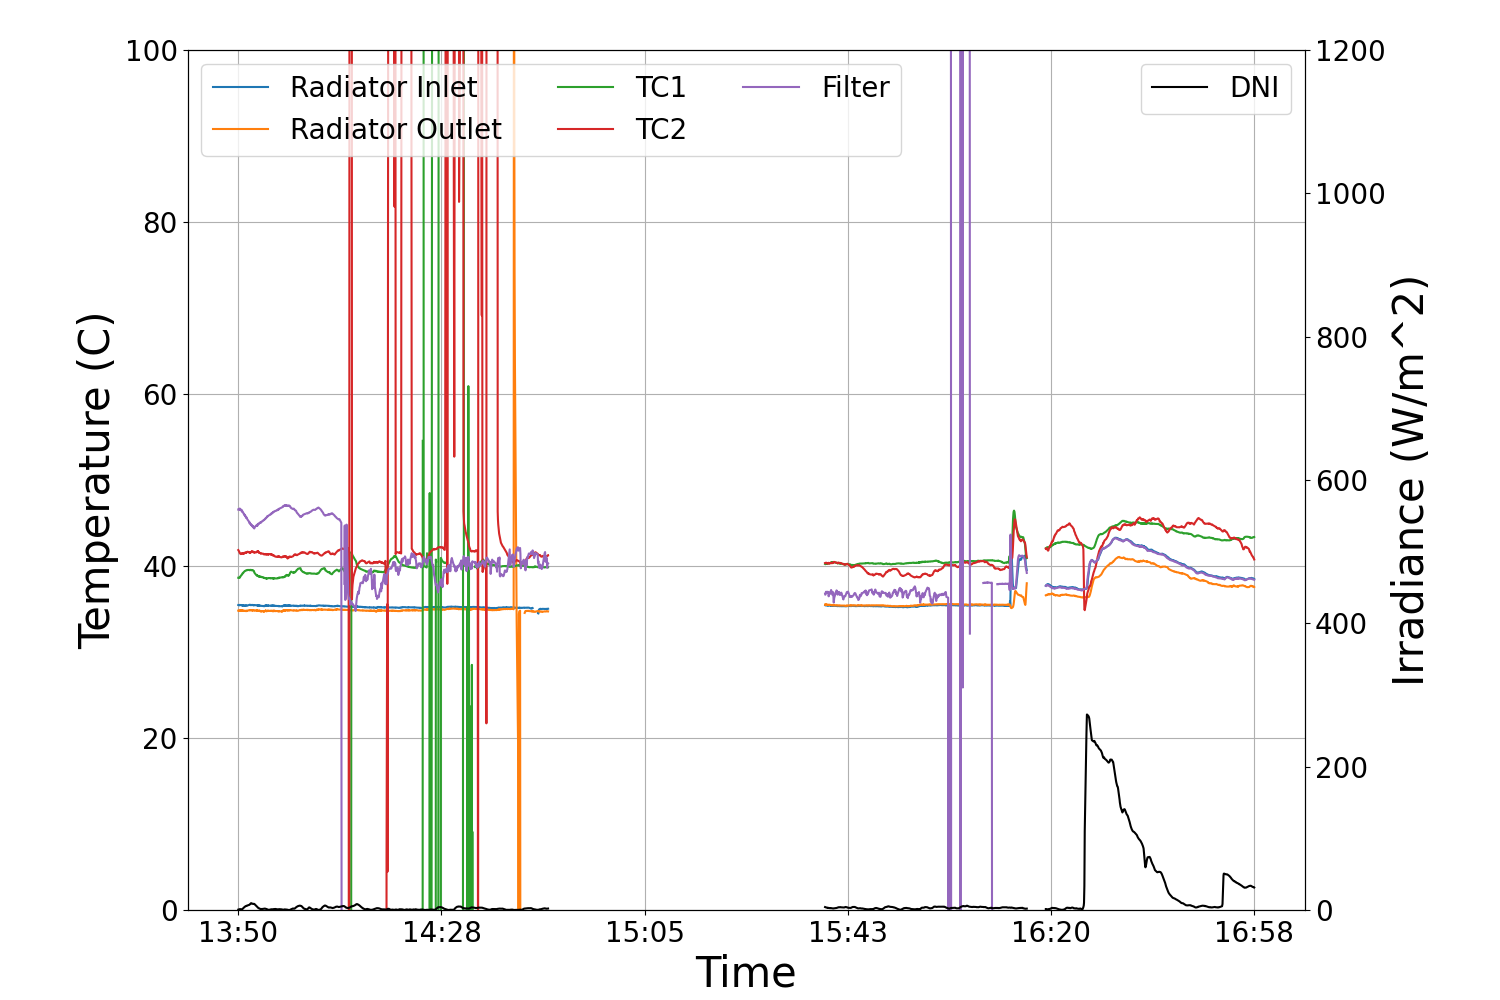 100
80
60
40
20
0
Temperature (C)
Radiator Inlet
Radiator Outlet
TC1
TC2
Filter
DNI
1200
1000
800
600
400
200
0
Irradiance (W/m^2)
13:50 14:28 15:05 15:43 16:20 16:58
Time